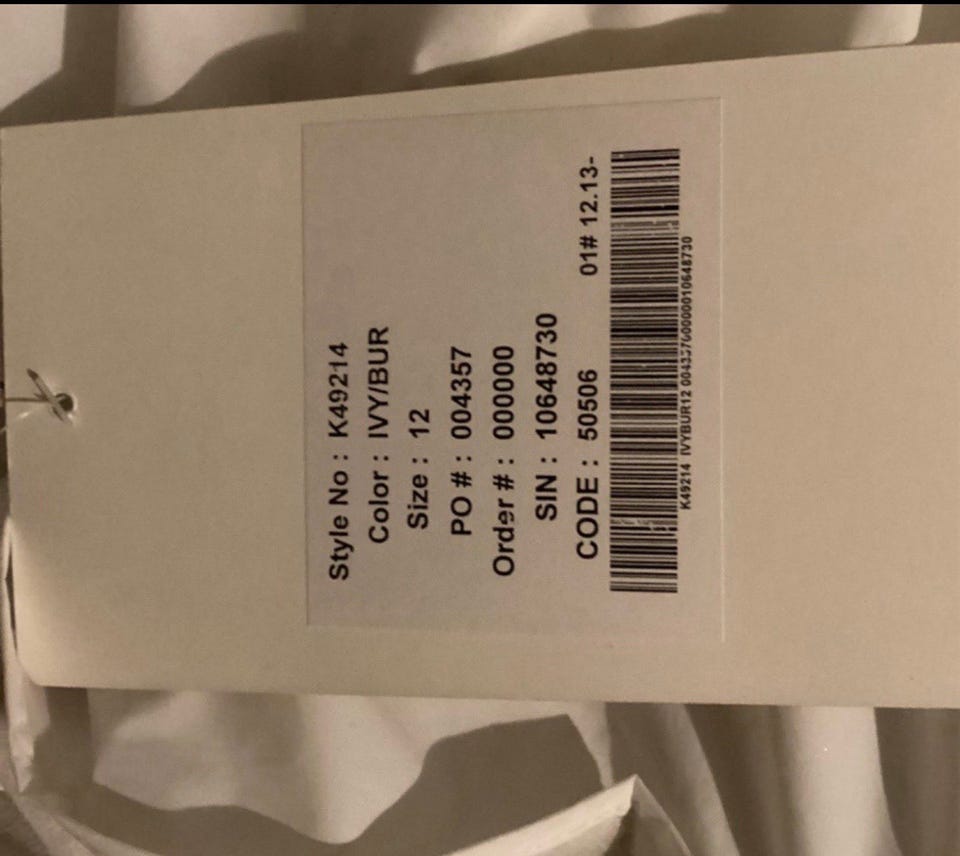 Style No : K49214
Color : IVY/BUR
Size : 12
PO # : 004357
Order # : 000000
SIN : 10648730
CODE : 50506 01# 12.13-
K49214 IVYBUR12 00435700000010648730